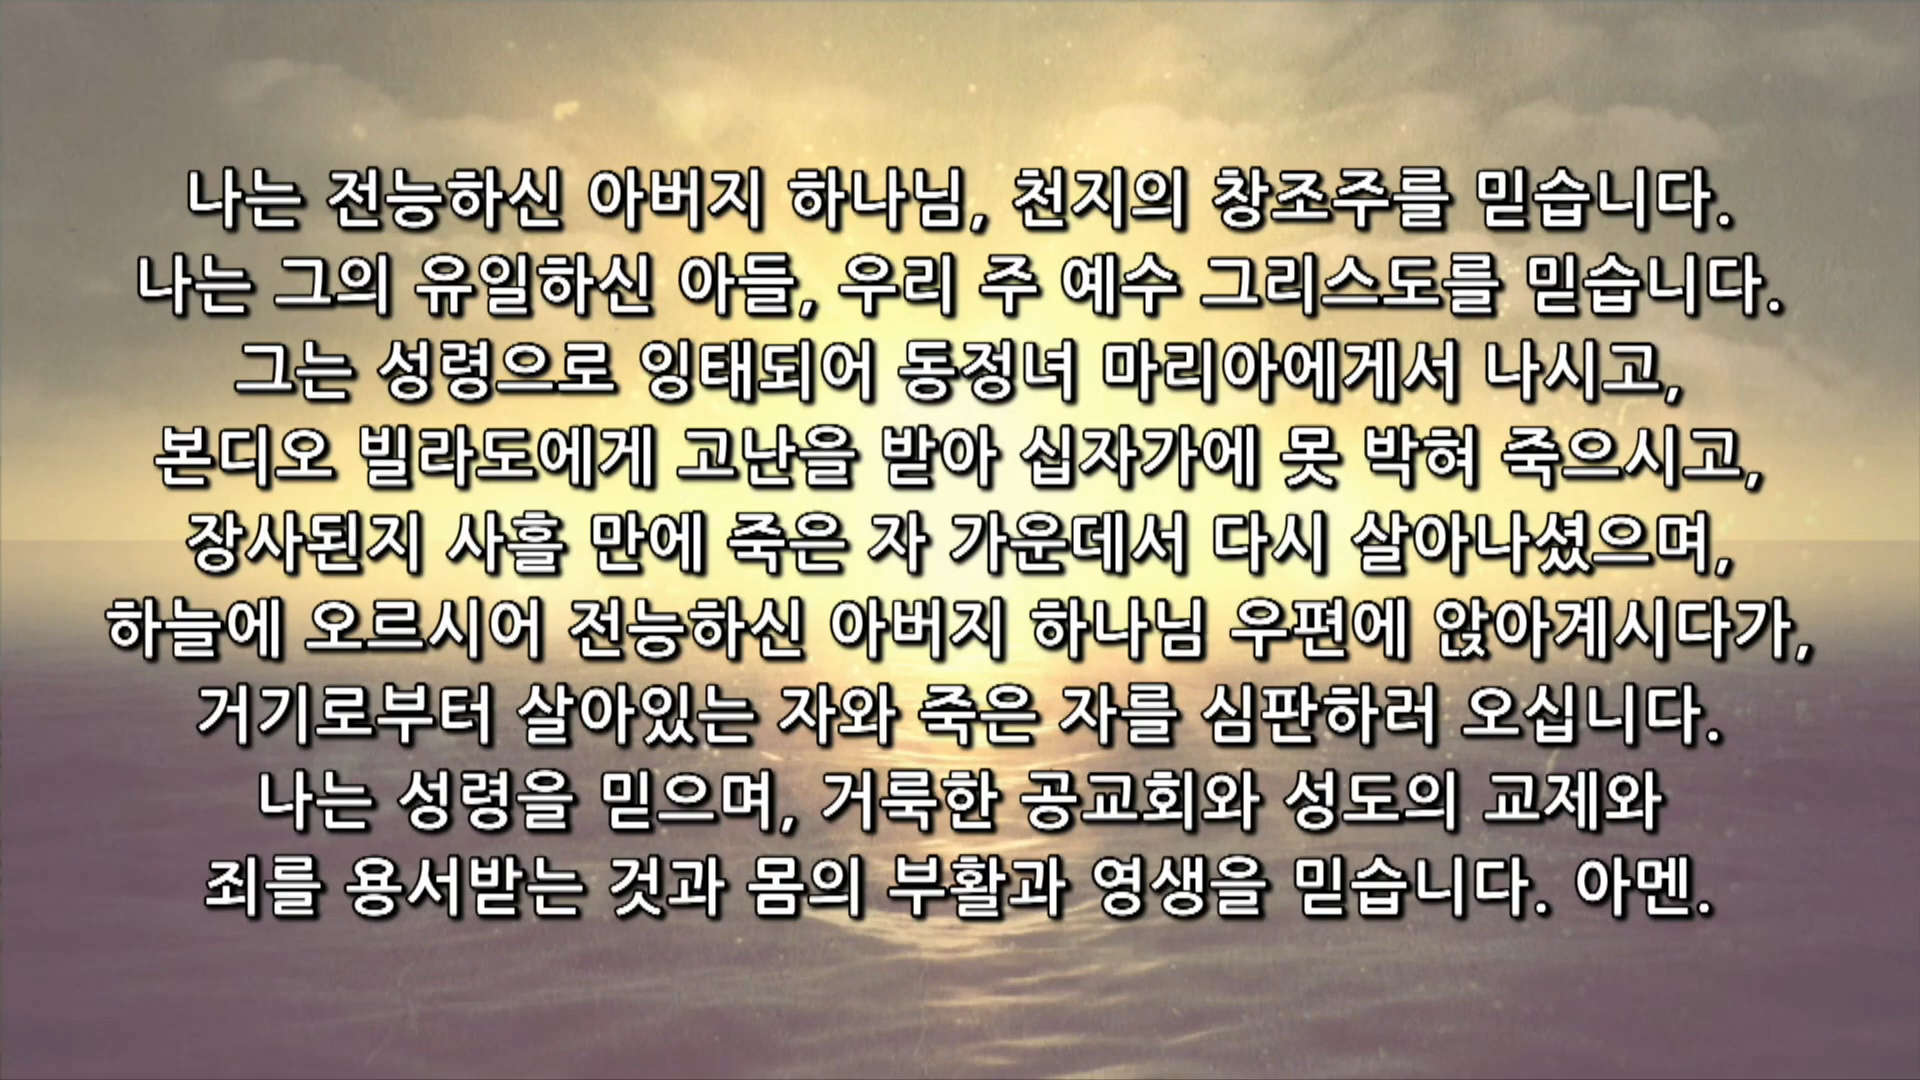 나는 전능하신 아버지 하나님, 천지의 창조주를 믿습니다.
나는 그의 유일하신 아들, 우리 주 예수 그리스도를 믿습니다.
그는 성령으로 잉태되어 동정녀 마리아에게서 나시고,
본디오 빌라도에게 고난을 받아 십자가에 못 박혀 죽으시고,
장사된지 사흘 만에 죽은 자 가운데서 다시 살아나셨으며,
하늘에 오르시어 전능하신 아버지 하나님 우편에 앉아계시다가,
거기로부터 살아있는 자와 죽은 자를 심판하러 오십니다.
나는 성령을 믿으며, 거룩한 공교회와 성도의 교제와
죄를 용서받는 것과 몸의 부활과 영생을 믿습니다. 아멘.